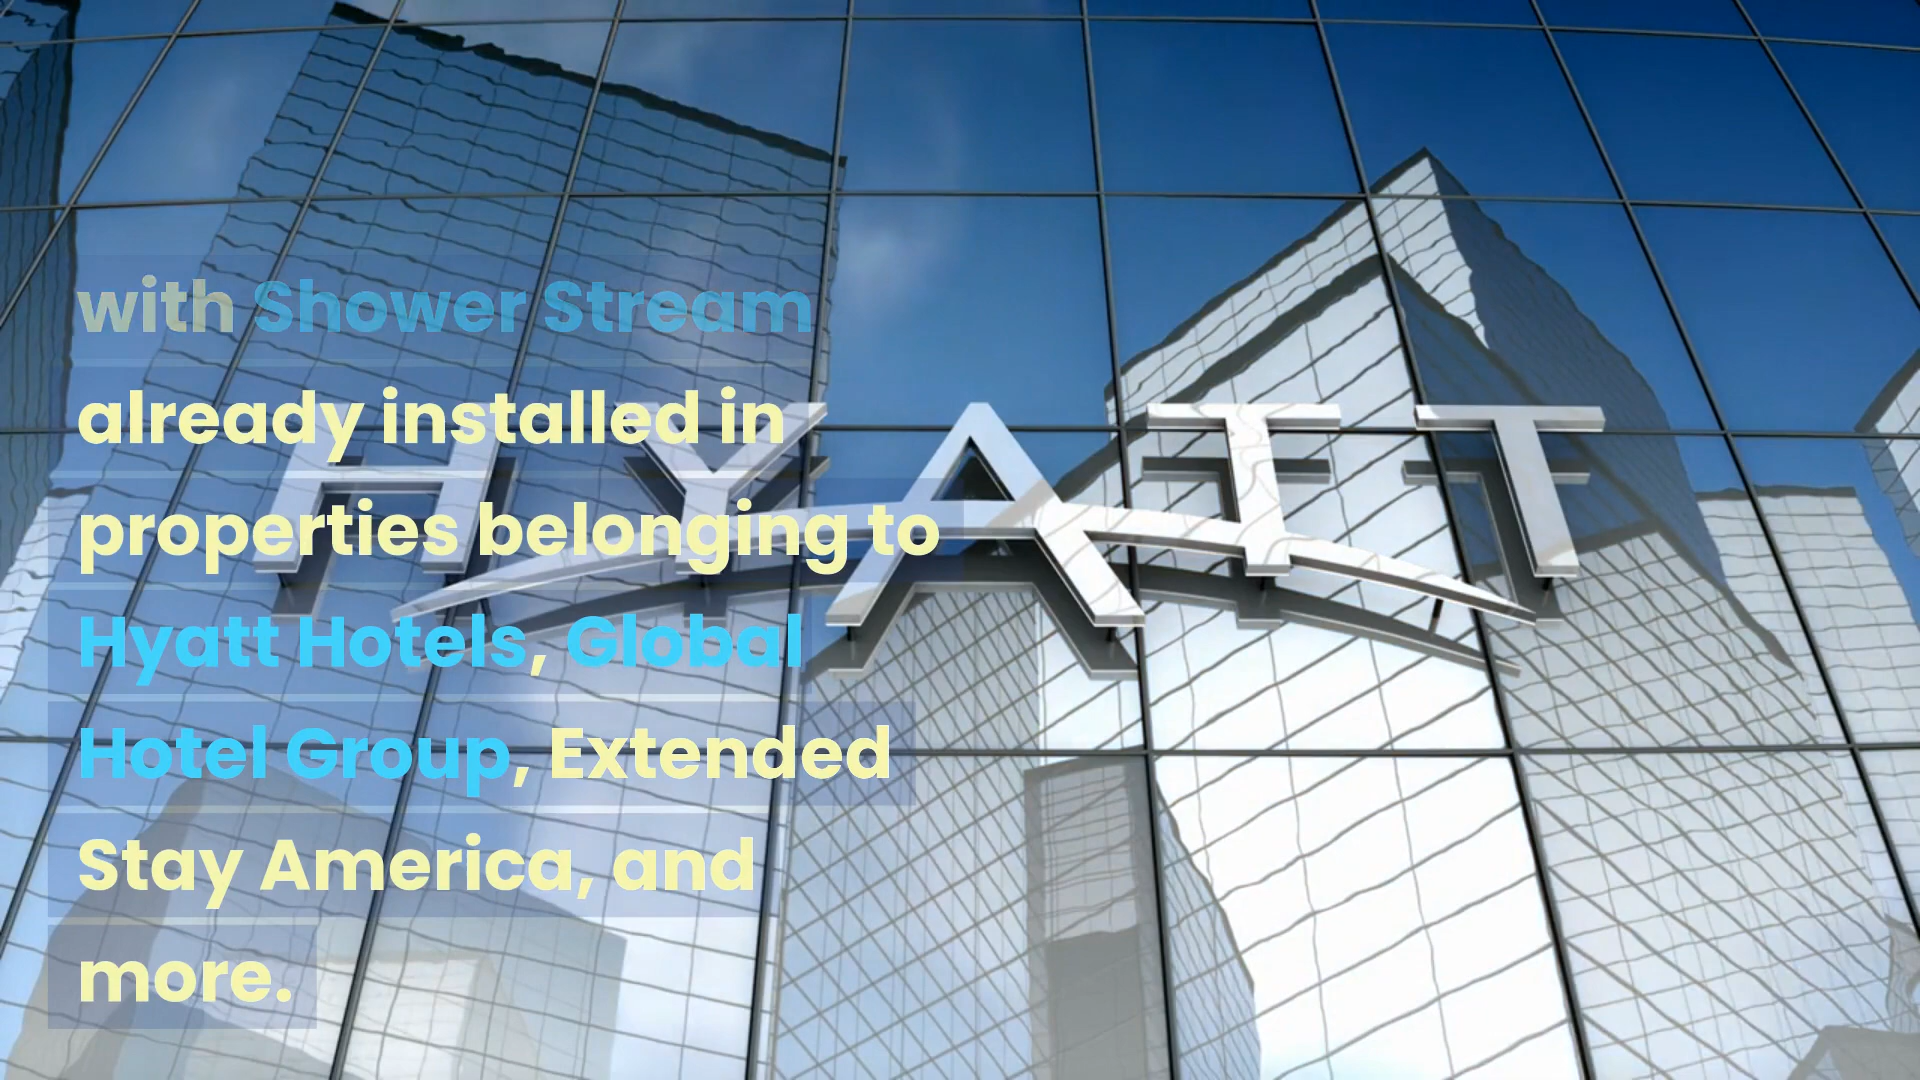 with Shower Stream
already installed in
properties belonging to
Hyatt Hotels, Global
Hotel Group, Extended
Stay America, and
more.
HYATT